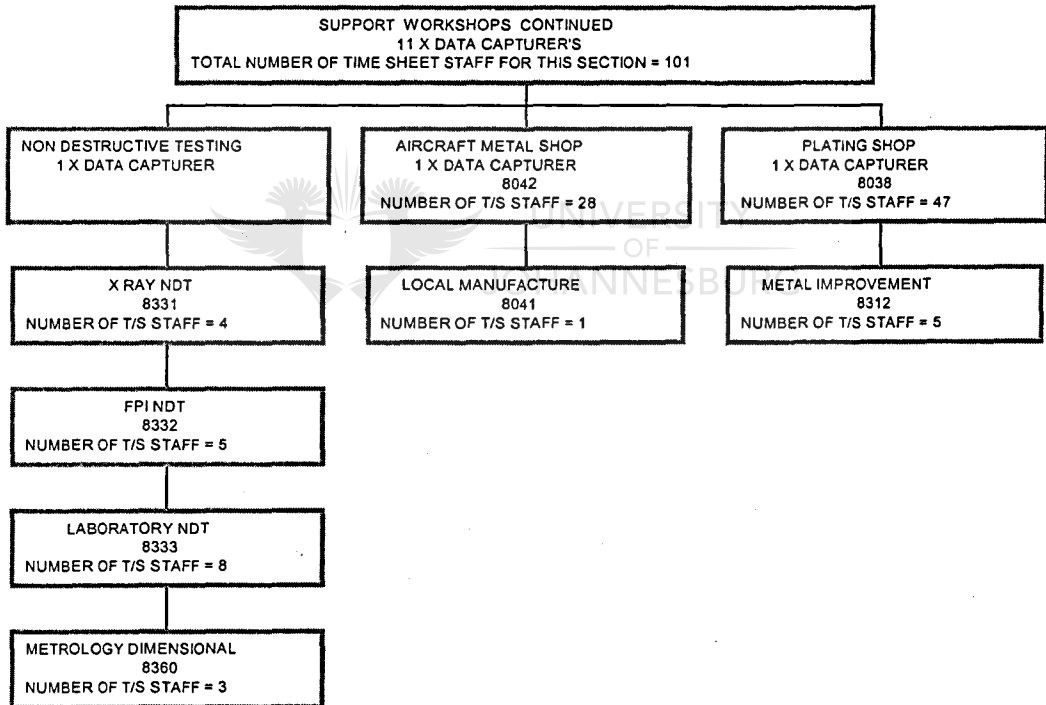 SUPPORT WORKSHOPS CONTINUED
11 X DATA CAPTURER'S
TOTAL NUMBER OF TIME SHEET STAFF FOR THIS SECTION = 101
NON DESTRUCTIVE TESTING
1 X DATA CAPTURER
AIRCRAFT METAL SHOP
1 X DATA CAPTURER
8042
NUMBER OF T/S STAFF = 28
PLATING SHOP
1 X DATA CAPTURER
8038
NUMBER OF T/S STAFF = 47
UNIVERSITY
OF
JOHANNESBURG
X RAY NDT
8331
NUMBER OF T/S STAFF = 4
LOCAL MANUFACTURE
8041
NUMBER OF T/S STAFF = 1
METAL IMPROVEMENT
8312
NUMBER OF T/S STAFF = 5
FPI NDT
8332
NUMBER OF T/S STAFF = 5
LABORATORY NDT
8333
NUMBER OF T/S STAFF = 8
METROLOGY DIMENSIONAL
8360
NUMBER OF T/S STAFF = 3